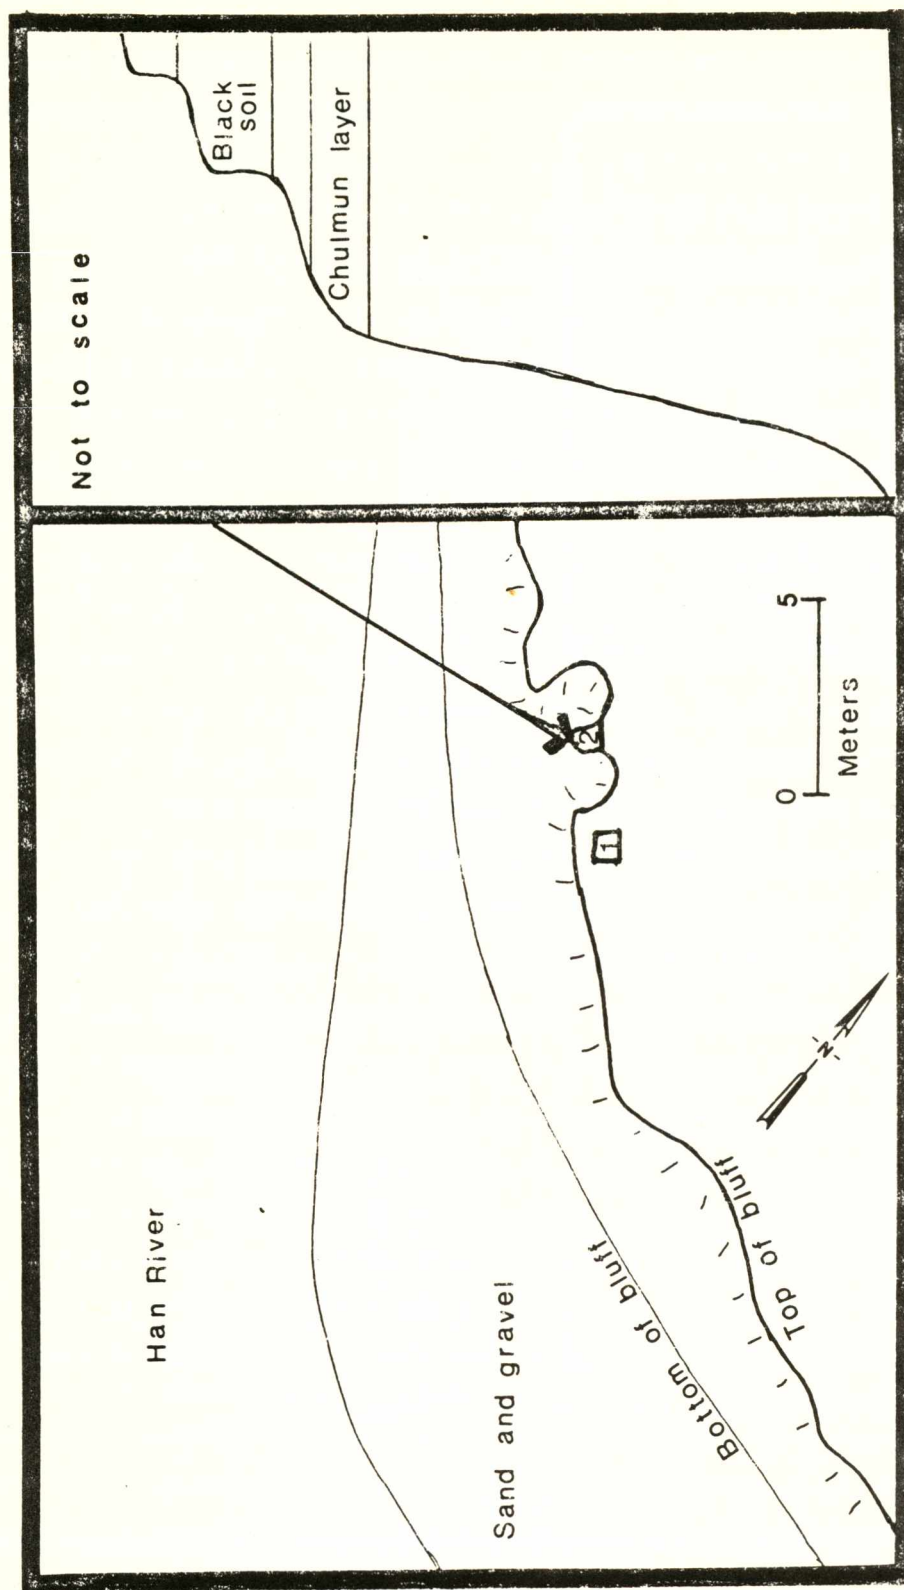 Han River
Sand and gravel
Bottom of bluff
Top of bluff
N
1
2
0 5
Meters
Not to scale
Black
soil
Chulmun layer